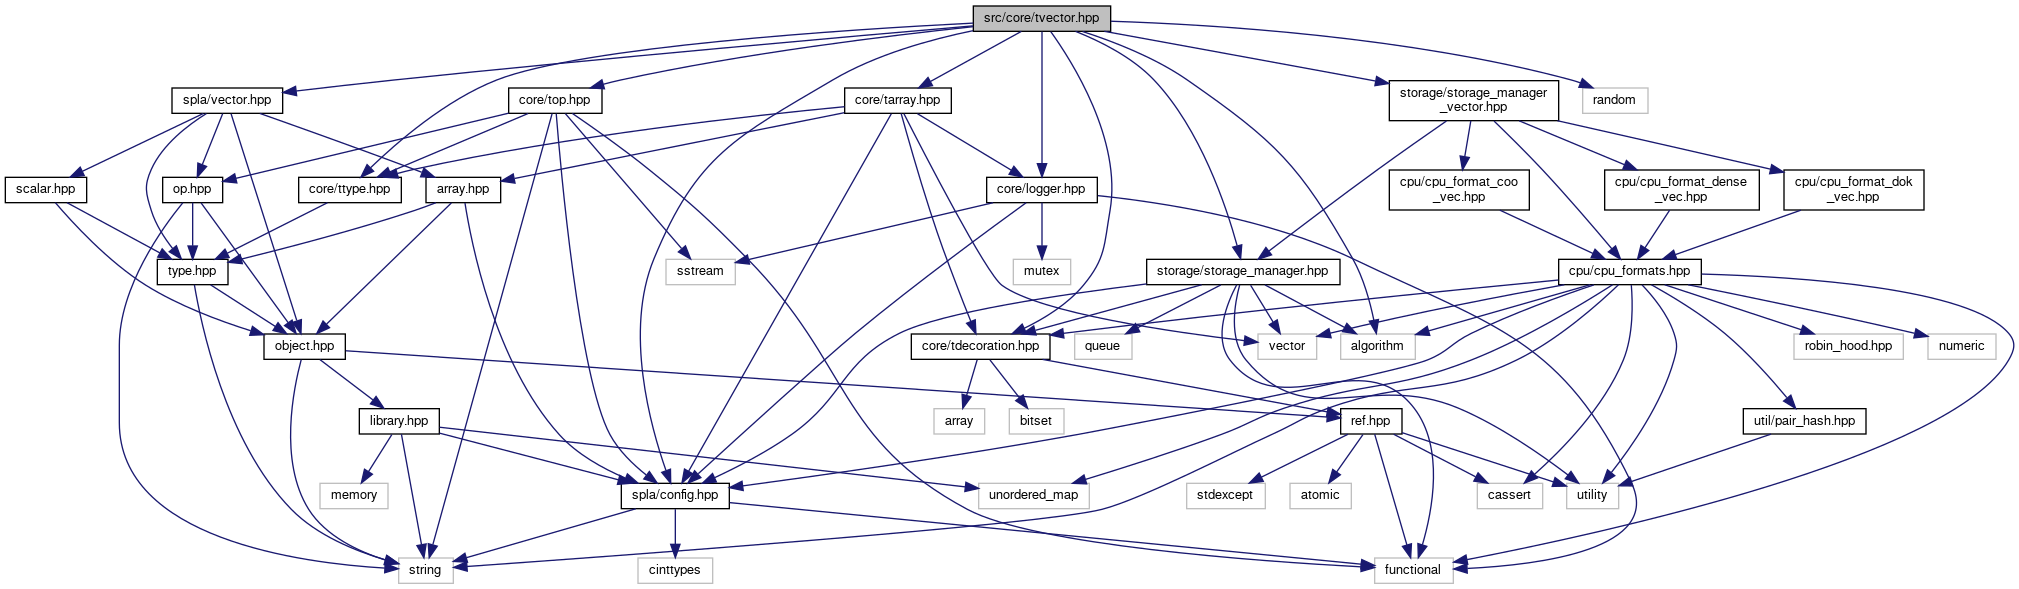 src/core/tvector.hpp
spla/vector.hpp
core/top.hpp
core/tarray.hpp
storage/storage_manager
_vector.hpp
random
scalar.hpp
op.hpp
core/ttype.hpp
array.hpp
core/logger.hpp
cpu/cpu_format_coo
_vec.hpp
cpu/cpu_format_dense
_vec.hpp
cpu/cpu_format_dok
_vec.hpp
type.hpp
sstream
mutex
storage/storage_manager.hpp
cpu/cpu_formats.hpp
object.hpp
core/tdecoration.hpp
queue
vector
algorithm
robin_hood.hpp
numeric
library.hpp
array
bitset
ref.hpp
util/pair_hash.hpp
memory
spla/config.hpp
unordered_map
stdexcept
atomic
cassert
utility
string
cinttypes
functional